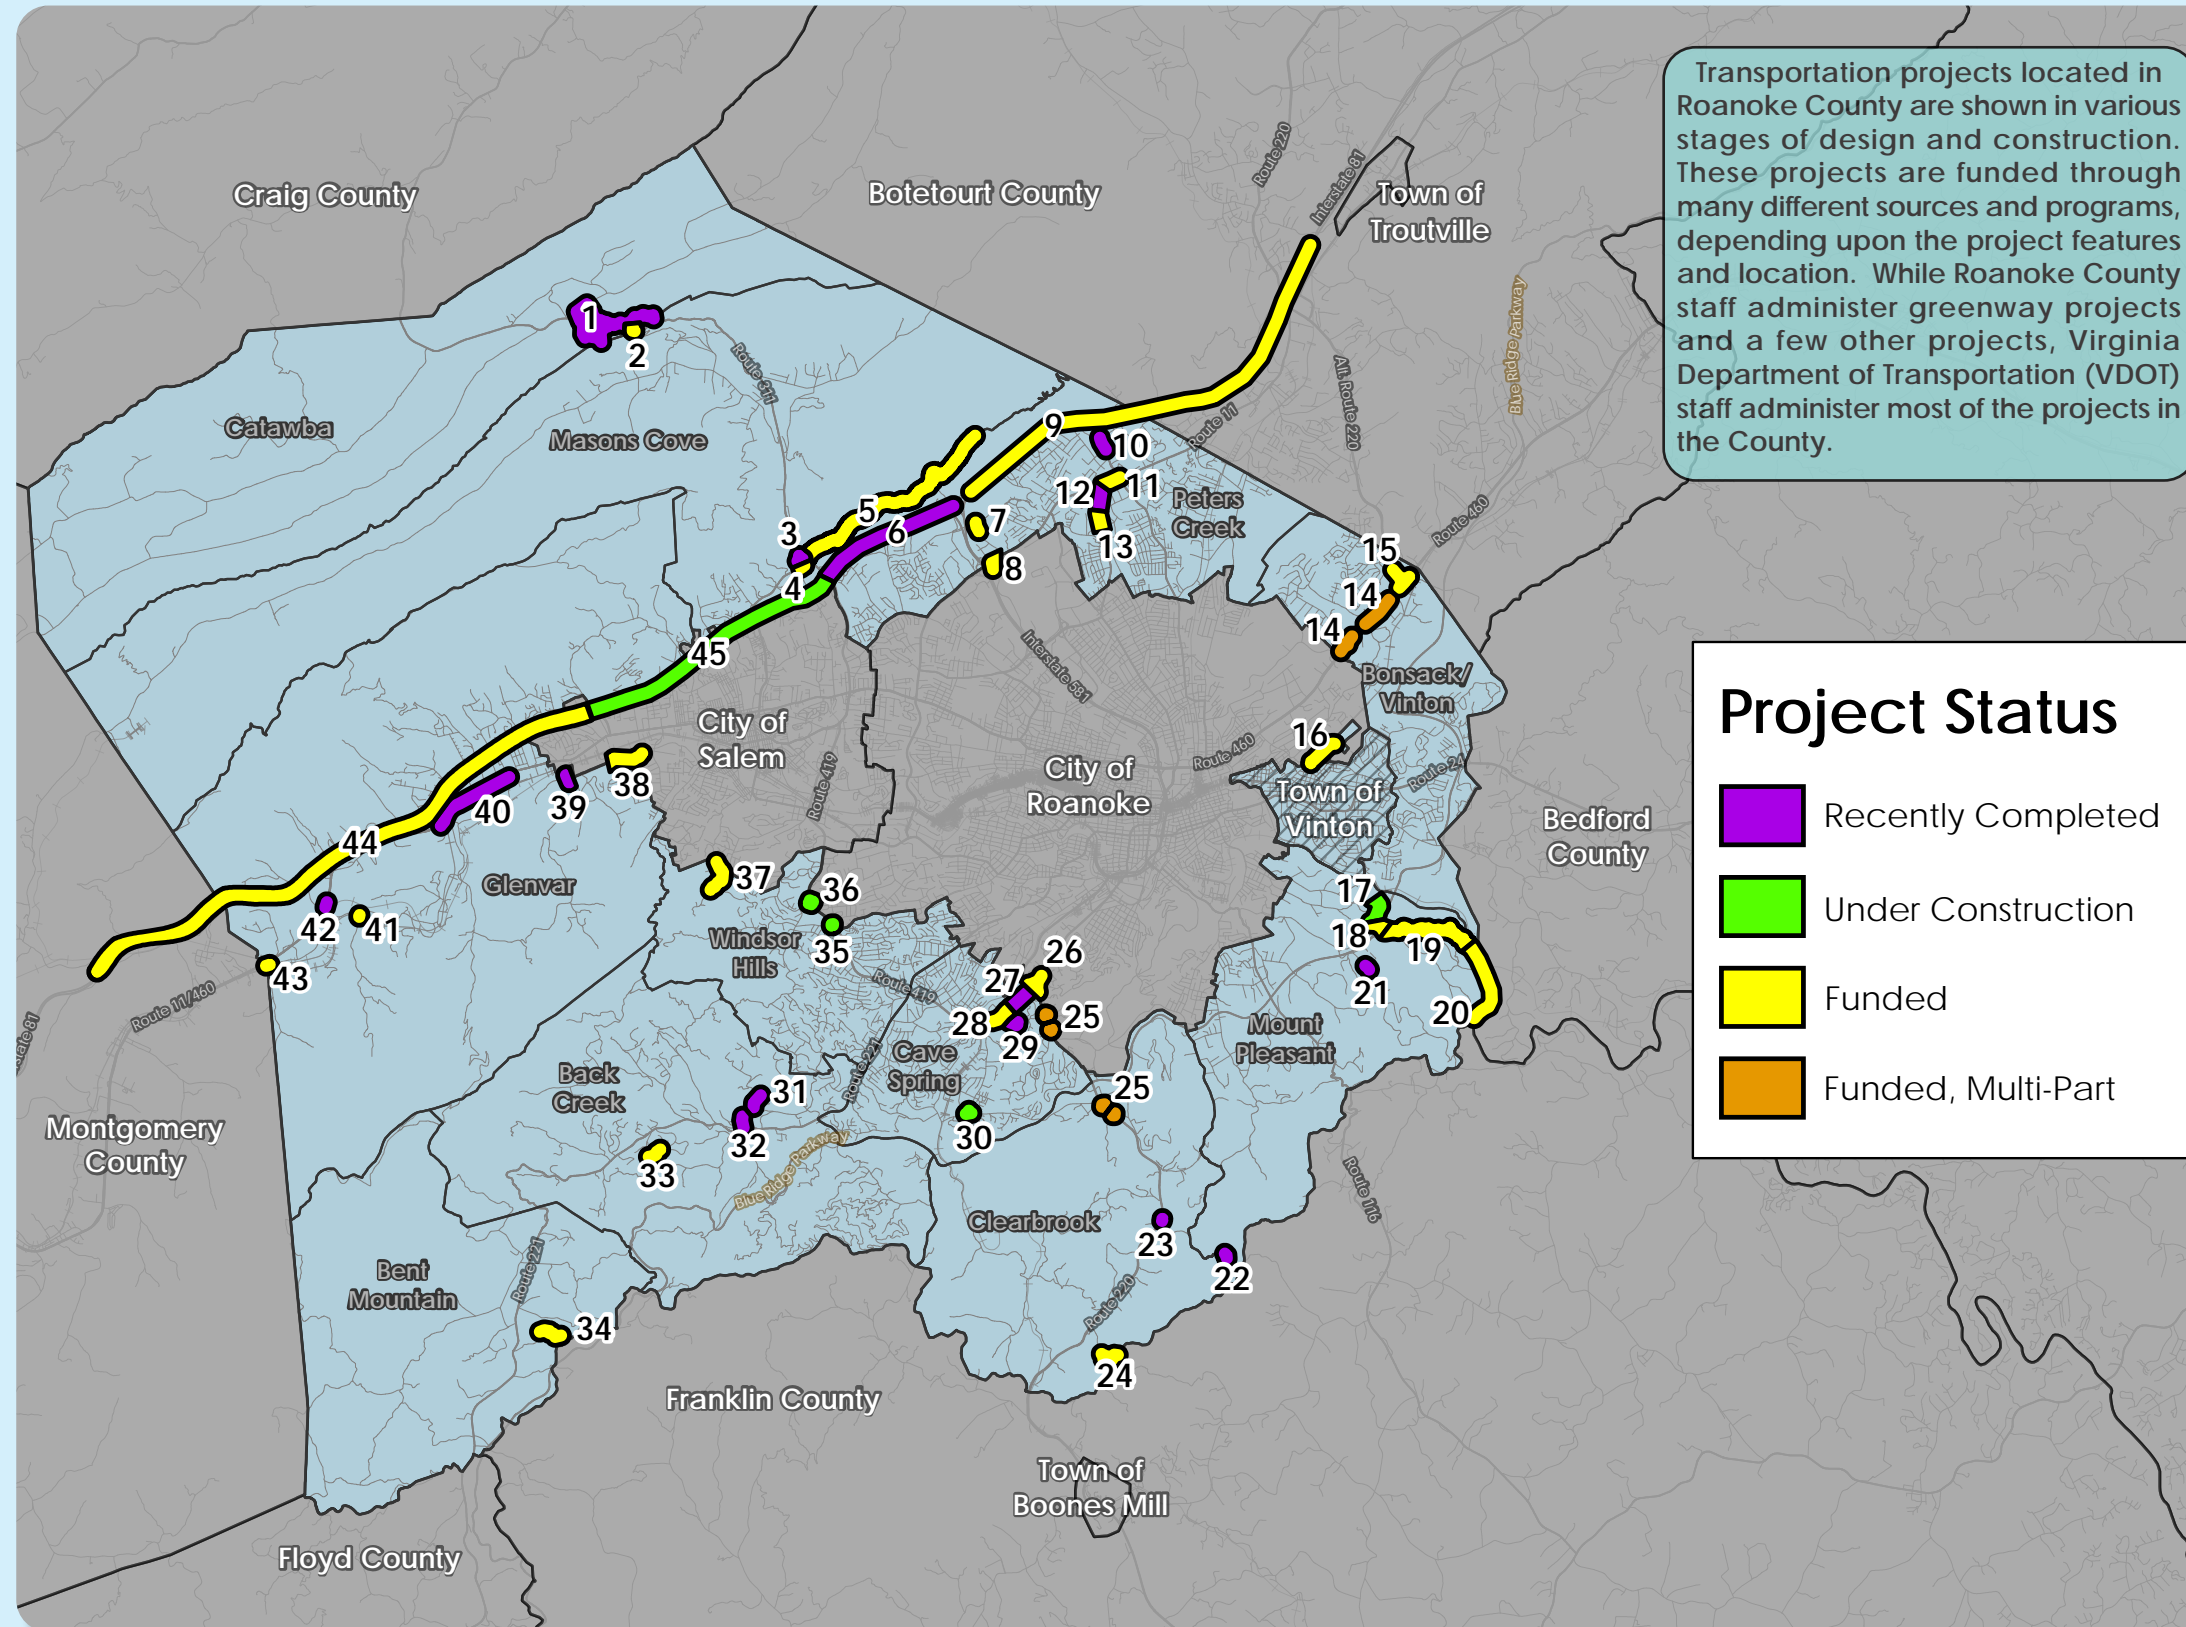 Transportation projects located in
Roanoke County are shown in various
stages of design and construction.
These projects are funded through
many different sources and programs,
depending upon the project features
and location. While Roanoke County
staff administer greenway projects
and a few other projects, Virginia
Department of Transportation (VDOT)
staff administer most of the projects in
the County.
Craig County
Botetourt County
Town of
Troutville
Route 220
Interstate 81
Blue Ridge Parkway
Alt. Route 220
Route 11
Route 311
Catawba
Masons Cove
1
2
3
4
5
6
7
8
9
10
11
12
13
Peters
Creek
Route 460
15
14
14
Bonsack/
Vinton
45
Interstate 581
City of
Salem
Route 419
City of
Roanoke
Route 460
16
Town of
Vinton
Route 24
Bedford
County
38
39
40
44
Glenvar
42
41
43
Route 11/460
37
36
35
Windsor
Hills
Route 419
17
18
19
20
21
26
27
28
29
25
Cave
Spring
Route 221
Mount
Pleasant
25
Back
Creek
31
32
33
30
Blue Ridge Parkway
Montgomery
County
Route 116
Clearbrook
23
22
Route 220
24
Bent
Mountain
Route 221
34
Franklin County
Town of
Boones Mill
Floyd County
Project Status
Recently Completed
Under Construction
Funded
Funded, Multi-Part